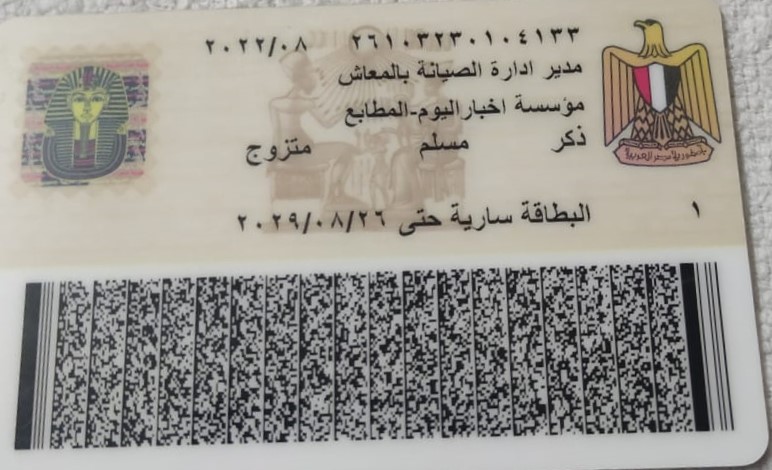 ٢٦١٠٣٢٣٠١٠٤١٣٣ ٢٠٢٢/٠٨
مدير ادارة الصيانة بالمعاش
مؤسسة اخباراليوم-المطابع
ذكر مسلم متزوج
جمهورية مصر العربية
١ البطاقة سارية حتى ٢٠٢٩/٠٨/٢٦